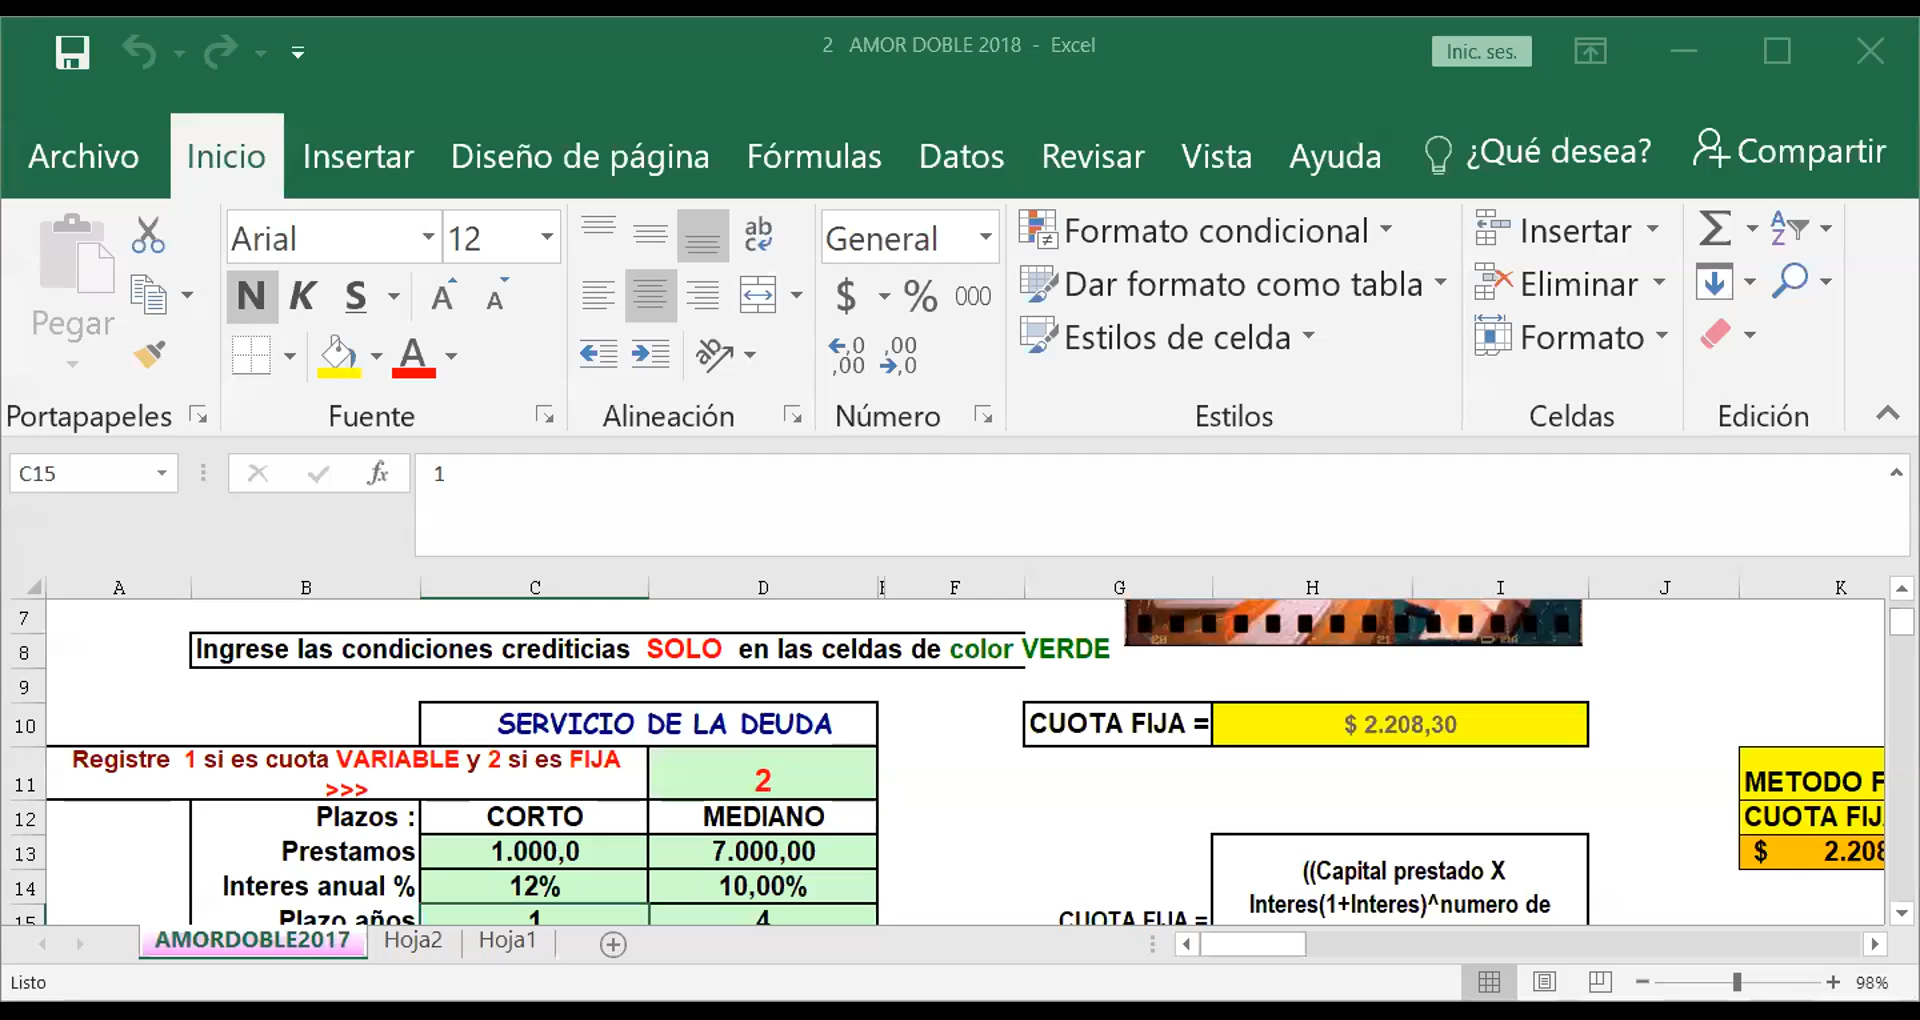 2 AMOR DOBLE 2018 - Excel
Inic. ses.
Archivo Inicio Insertar Diseño de página Fórmulas Datos Revisar Vista Ayuda ¿Qué desea? Compartir
Pegar
Arial 12
N K S A A
A
ab
General
$ % 000
Formato condicional
Dar formato como tabla
Estilos de celda
Insertar
Eliminar
Formato
Portapapeles Fuente Alineación Número Estilos Celdas Edición
C15 fx 1
A B C D F G H I J K
7
8 Ingrese las condiciones crediticias SOLO en las celdas de color VERDE
9
10 SERVICIO DE LA DEUDA CUOTA FIJA = $ 2.208,30
Registre 1 si es cuota VARIABLE y 2 si es FIJA
11 >>> 2 METODO F
12 Plazos : CORTO MEDIANO CUOTA FIJ
13 Prestamos 1.000,0 7.000,00 $ 2.208
((Capital prestado X
14 Interes anual % 12% 10,00%
Interes(1+Interes)^numero de
15 Plazo años 1 4 CUOTA FIJA =
AMORDOBLE2017 Hoja2 Hoja1
Listo 98%